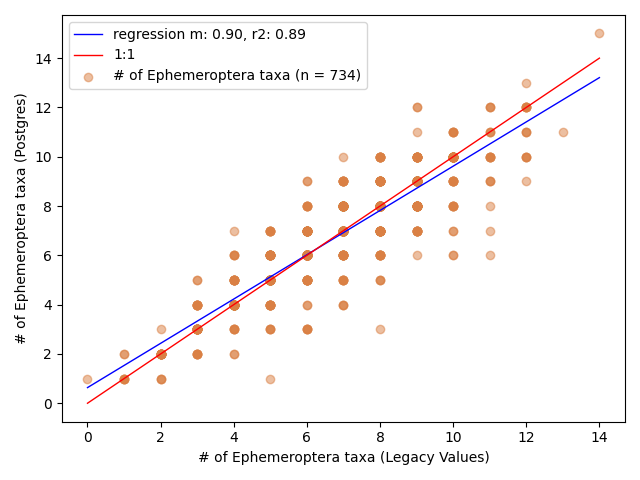 regression m: 0.90, r2: 0.89
1:1
# of Ephemeroptera taxa (n = 734)
14
12
10
8
6
4
2
0
# of Ephemeroptera taxa (Postgres)
0 2 4 6 8 10 12 14
# of Ephemeroptera taxa (Legacy Values)